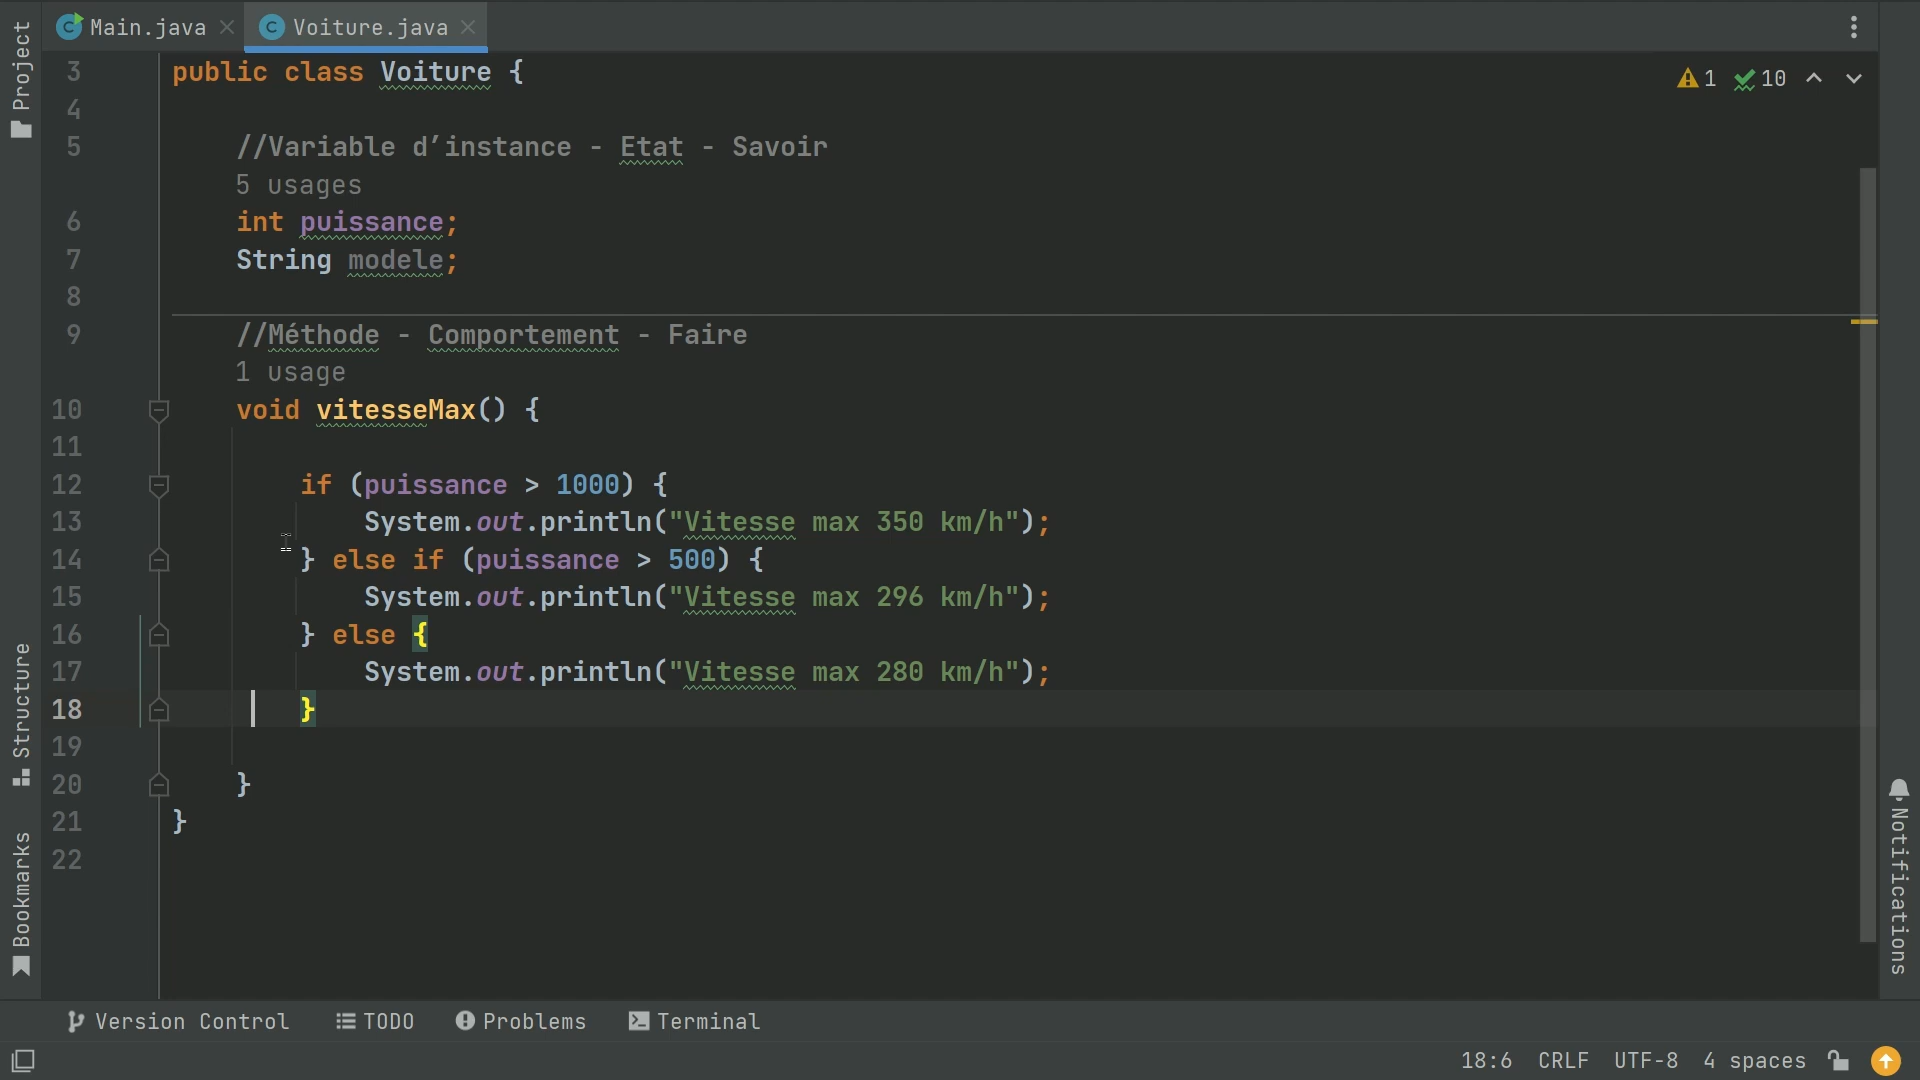 Main.java
Voiture.java
Project
1 10
3 public class Voiture {
4
5 //Variable d’instance - Etat - Savoir
5 usages
6 int puissance;
7 String modele;
8
9 //Méthode - Comportement - Faire
1 usage
10 void vitesseMax() {
11
12 if (puissance > 1000) {
13 System.out.println("Vitesse max 350 km/h");
14 } else if (puissance > 500) {
15 System.out.println("Vitesse max 296 km/h");
16 } else {
17 System.out.println("Vitesse max 280 km/h");
18 }
19
20 }
21 }
22
Structure
Bookmarks
Notifications
Version Control TODO Problems Terminal
18:6 CRLF UTF-8 4 spaces